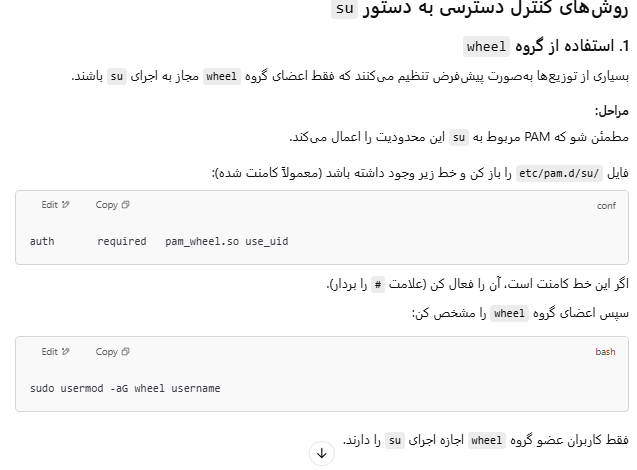 روش‌های کنترل دسترسی به دستور su
1. استفاده از گروه wheel
بسیاری از توزیع‌ها به‌صورت پیش‌فرض تنظیم می‌کنند که فقط اعضای گروه wheel مجاز به اجرای su باشند.
مراحل:
مطمئن شو که PAM مربوط به su این محدودیت را اعمال می‌کند.
فایل /etc/pam.d/su را باز کن و خط زیر وجود داشته باشد (معمولاً کامنت شده):
conf Copy Edit
auth required pam_wheel.so use_uid
اگر این خط کامنت است، آن را فعال کن (علامت # را بردار).
سپس اعضای گروه wheel را مشخص کن:
bash Copy Edit
sudo usermod -aG wheel username
فقط کاربران عضو گروه wheel اجازه اجرای su را دارند.